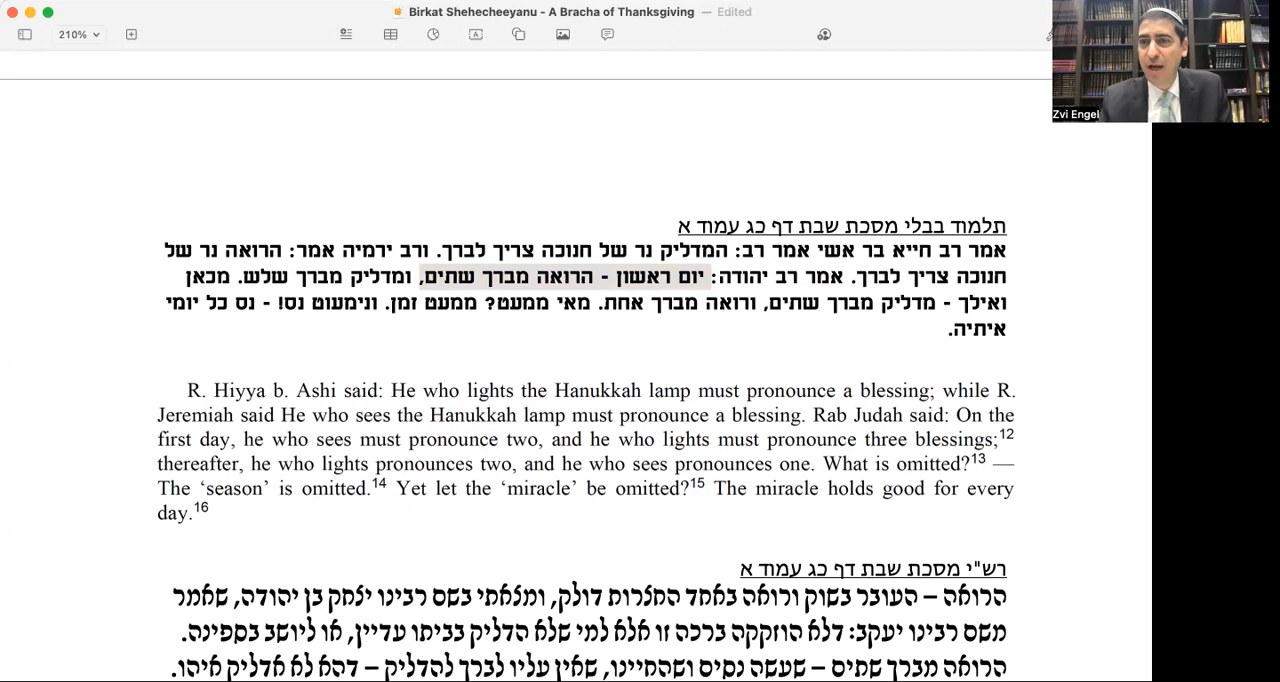 Birkat Shehecheeyanu - A Bracha of Thanksgiving — Edited
210%
Zvi Engel
תלמוד בבלי מסכת שבת דף כג עמוד א
אמר רב חייא בר אשי אמר רב: המדליק נר של חנוכה צריך לברך. ורב ירמיה אמר: הרואה נר של
חנוכה צריך לברך. אמר רב יהודה: יום ראשון - הרואה מברך שתים, ומדליק מברך שלש. מכאן
ואילך - מדליק מברך שתים, ורואה מברך אחת. מאי ממעט? ממעט זמן. ונימעוט נס! - נס כל יומי
איתיה.
R. Hiyya b. Ashi said: He who lights the Hanukkah lamp must pronounce a blessing; while R.
Jeremiah said He who sees the Hanukkah lamp must pronounce a blessing. Rab Judah said: On the
first day, he who sees must pronounce two, and he who lights must pronounce three blessings;12
thereafter, he who lights pronounces two, and he who sees pronounces one. What is omitted?13 —
The ‘season’ is omitted.14 Yet let the ‘miracle’ be omitted?15 The miracle holds good for every
day.16
רש"י מסכת שבת דף כג עמוד א
הרואה – העובר בשוק ורואה באחד החצרות דולק, ומצאתי בשם רבינו יצחק בן יהודה, שאמר
משם רבינו יעקב: דלא הוזקקה ברכה זו אלא למי שלא הדליק בביתו עדיין, או ליושב בספינה.
הרואה מברך שתים – שעשה נסים ושהחיינו, שאין עליו לברך להדליק – דהא לא אדליק איהו.